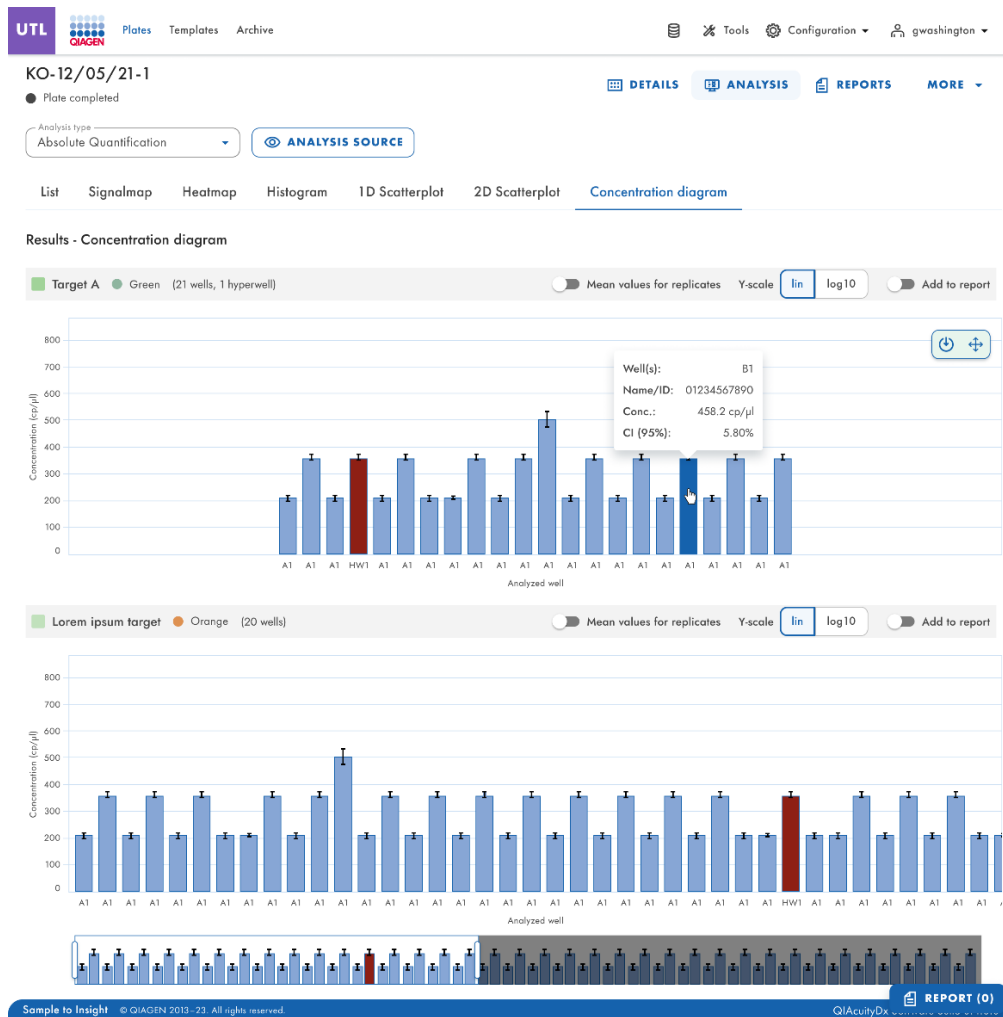 UTL QIAGEN Plates Templates Archive Tools Configuration gwashington
KO-12/05/21-1
Plate completed
DETAILS ANALYSIS REPORTS MORE
Analysis type
Absolute Quantification
ANALYSIS SOURCE
List Signalmap Heatmap Histogram 1D Scatterplot 2D Scatterplot Concentration diagram
Results - Concentration diagram
Target A Green (21 wells, 1 hyperwell) Mean values for replicates Y-scale lin log10 Add to report
Concentration (cp/µl)
800
700
600
500
400
300
200
100
0
Well(s): B1
Name/ID: 01234567890
Conc.: 458.2 cp/µl
CI (95%): 5.80%
A1 A1 A1 HW1 A1 A1 A1 A1 A1 A1 A1 A1 A1 A1 A1 A1 A1 A1 A1 A1 A1 A1
Analyzed well
Lorem ipsum target Orange (20 wells) Mean values for replicates Y-scale lin log10 Add to report
Concentration (cp/µl)
800
700
600
500
400
300
200
100
0
A1 A1 A1 A1 A1 A1 A1 A1 A1 A1 A1 A1 A1 A1 A1 A1 A1 A1 A1 A1 A1 A1 A1 A1 A1 A1 A1 A1 A1 A1 HW1 A1 A1 A1 A1 A1 A1 A1 A1
Analyzed well
REPORT (0)
Sample to Insight © QIAGEN 2013–23. All rights reserved. QIAcuityDx